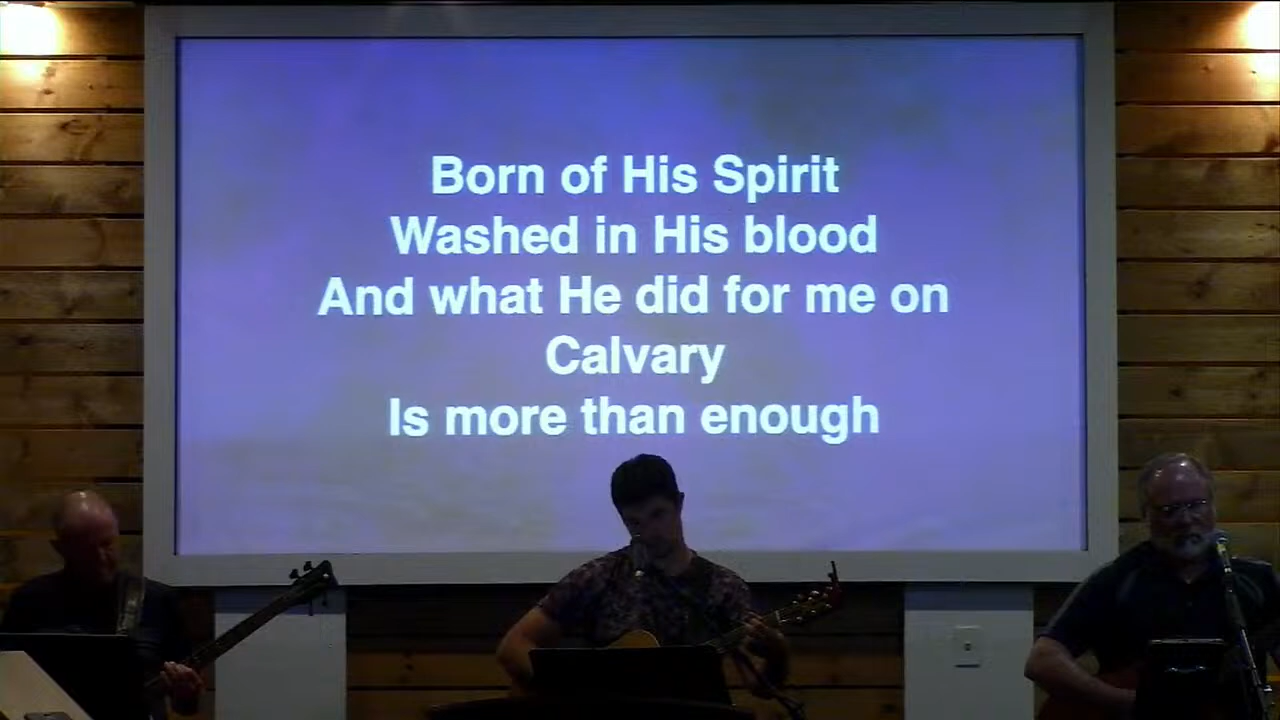 Born of His Spirit
Washed in His blood
And what He did for me on
Calvary
Is more than enough